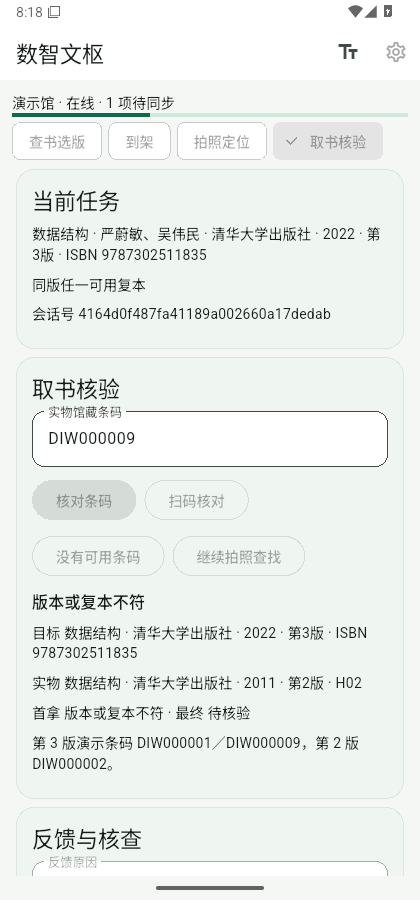 8:18
数智文枢
演示馆 · 在线 · 1 项待同步
查书选版
到架
拍照定位
取书核验
当前任务
数据结构 · 严蔚敏、吴伟民 · 清华大学出版社 · 2022 · 第
3版 · ISBN 9787302511835
同版任一可用复本
会话号 4164d0f487fa41189a002660a17dedab
取书核验
实物馆藏条码
DIW000009
核对条码
扫码核对
没有可用条码
继续拍照查找
版本或复本不符
目标 数据结构 · 清华大学出版社 · 2022 · 第3版 · ISBN
9787302511835
实物 数据结构 · 清华大学出版社 · 2011 · 第2版 · H02
首拿 版本或复本不符 · 最终 待核验
第 3 版演示条码 DIW000001／DIW000009，第 2 版
DIW000002。
反馈与核查
反馈原因